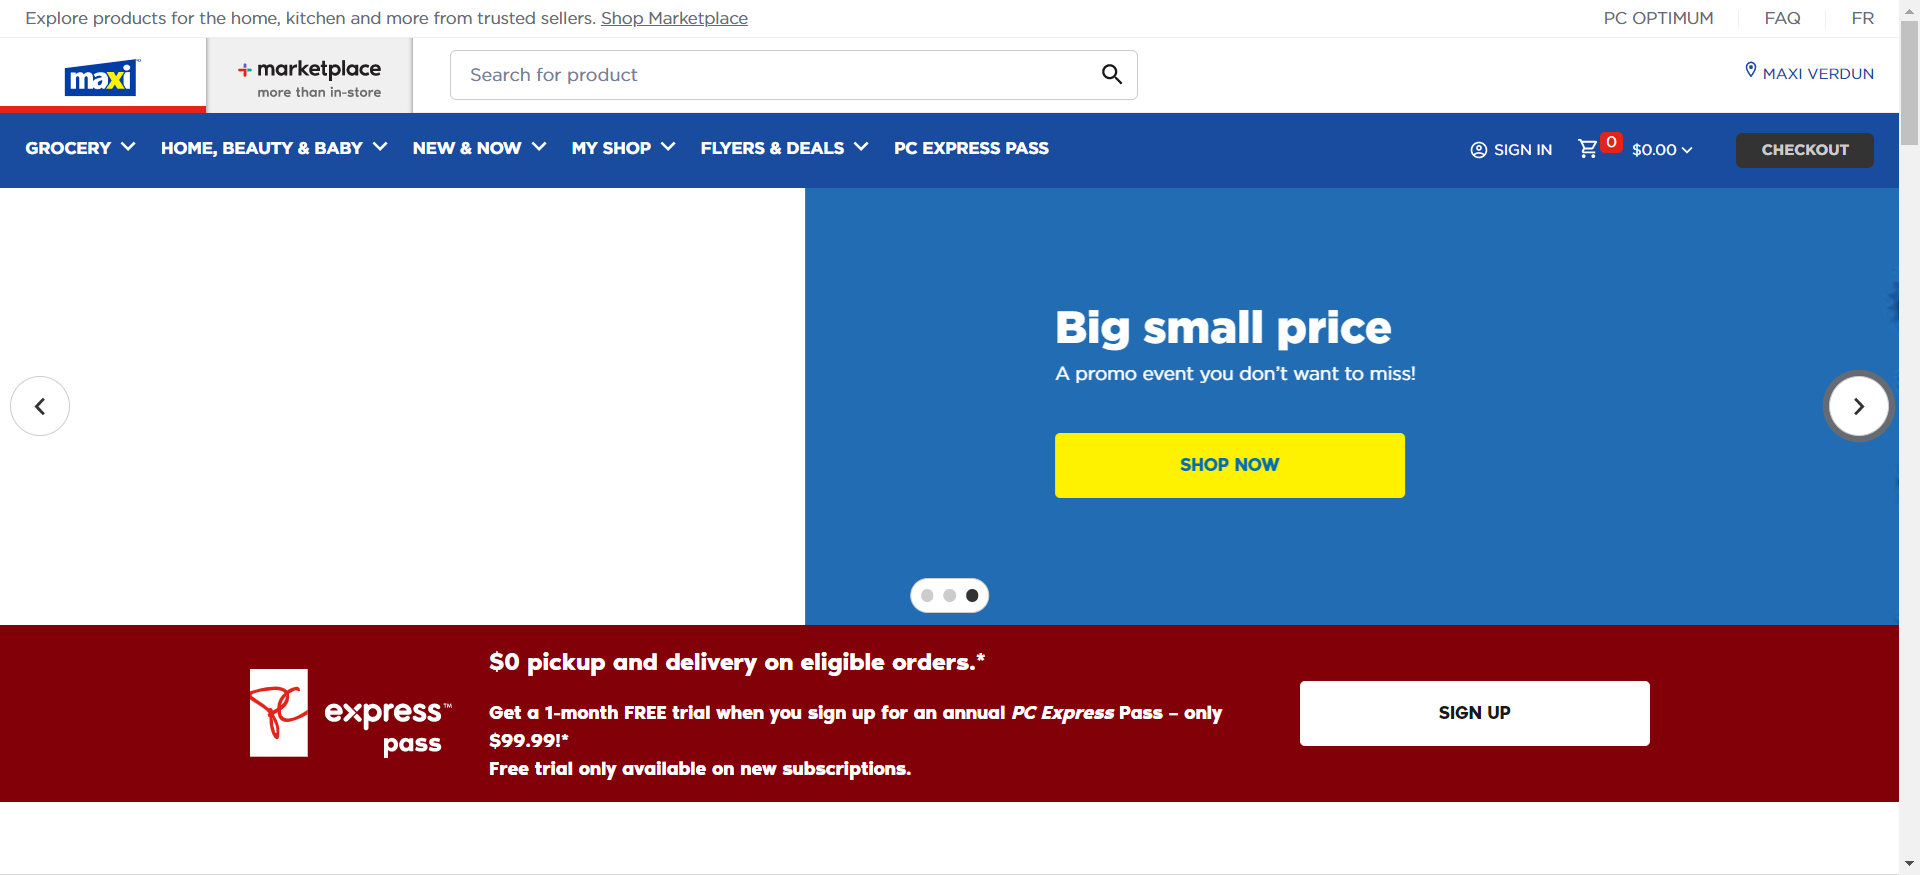 Explore products for the home, kitchen and more from trusted sellers. Shop Marketplace
PC OPTIMUM
FAQ
FR
maxi
marketplace
more than in-store
Search for product
MAXI VERDUN
GROCERY
HOME, BEAUTY & BABY
NEW & NOW
MY SHOP
FLYERS & DEALS
PC EXPRESS PASS
SIGN IN
0
$0.00
CHECKOUT
Big small price
A promo event you don't want to miss!
SHOP NOW
PC
express™
pass
$0 pickup and delivery on eligible orders.*
Get a 1-month FREE trial when you sign up for an annual PC Express Pass – only
$99.99!*
Free trial only available on new subscriptions.
SIGN UP